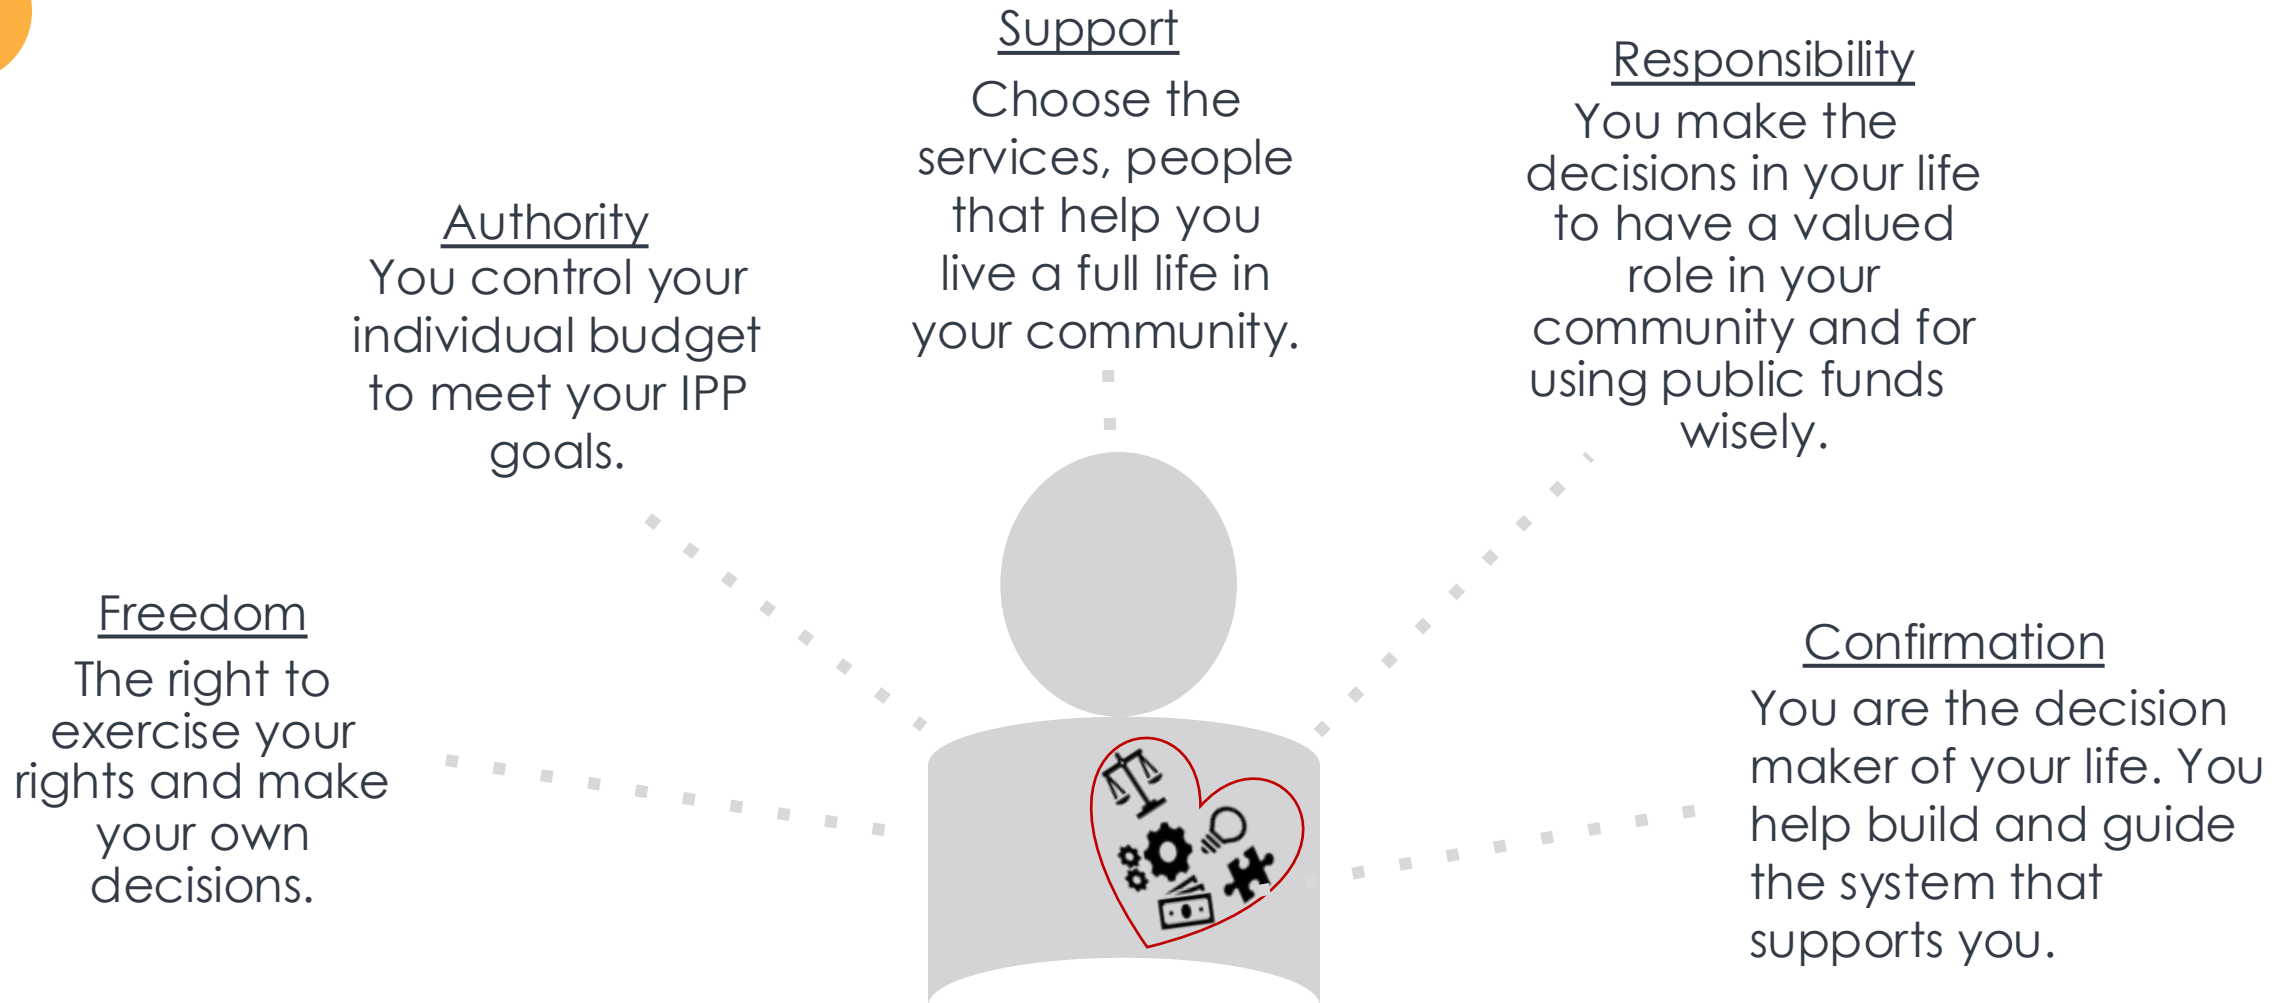 Support
Choose the
services, people
that help you
live a full life in
your community.
Responsibility
You make the
decisions in your life
to have a valued
role in your
community and for
using public funds
wisely.
Authority
You control your
individual budget
to meet your IPP
goals.
Freedom
The right to
exercise your
rights and make
your own
decisions.
Confirmation
You are the decision
maker of your life. You
help build and guide
the system that
supports you.